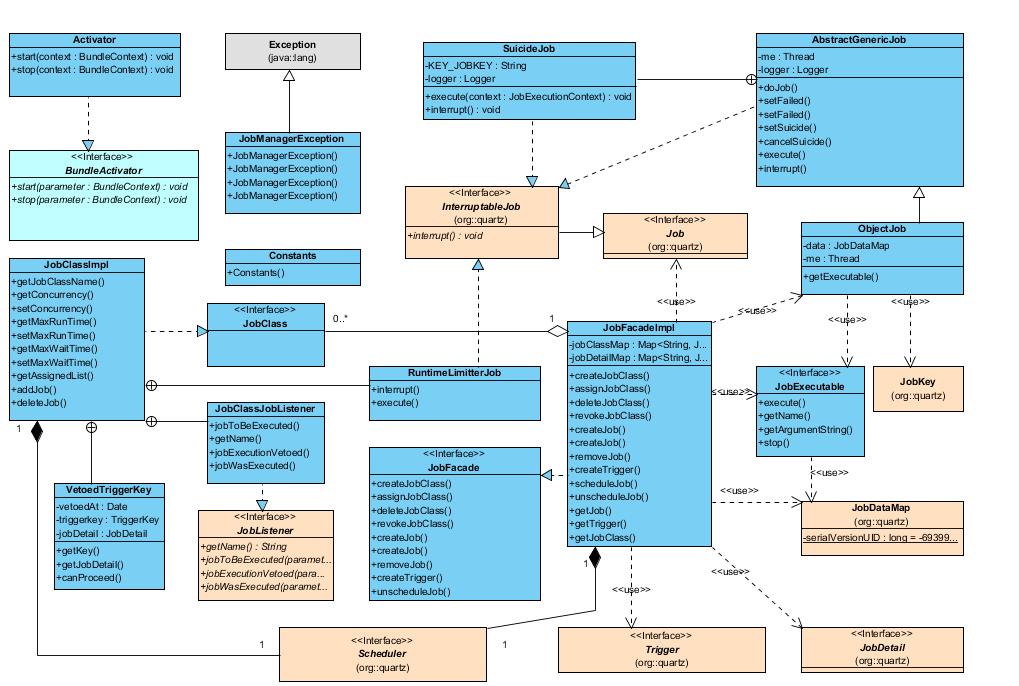 Activator
+start(context : BundleContext) : void
+stop(context : BundleContext) : void
<<Interface>>
BundleActivator
+start(parameter : BundleContext) : void
+stop(parameter : BundleContext) : void
Exception
(java::lang)
JobManagerException
+JobManagerException()
+JobManagerException()
+JobManagerException()
+JobManagerException()
Constants
+Constants()
SuicideJob
-KEY_JOBKEY : String
-logger : Logger
+execute(context : JobExecutionContext) : void
+interrupt() : void
AbstractGenericJob
-me : Thread
-logger : Logger
+doJob()
+setFailed()
+setFailed()
+setSuicide()
+cancelSuicide()
+execute()
+interrupt()
<<Interface>>
InterruptableJob
(org::quartz)
+interrupt() : void
<<Interface>>
Job
(org::quartz)
ObjectJob
-data : JobDataMap
-me : Thread
+getExecutable()
JobClassImpl
+getJobClassName()
+getConcurrency()
+setConcurrency()
+getMaxRunTime()
+setMaxRunTime()
+getMaxWaitTime()
+setMaxWaitTime()
+getAssignedList()
+addJob()
+deleteJob()
1
<<Interface>>
JobClass
0..*
1
<<use>>
<<use>>
<<use>>
<<use>>
JobFacadeImpl
-jobClassMap : Map<String, J...
-jobDetailMap : Map<String, J...
+createJobClass()
+assignJobClass()
+deleteJobClass()
+revokeJobClass()
+createJob()
+createJob()
+removeJob()
+createTrigger()
+scheduleJob()
+unscheduleJob()
+getJob()
+getTrigger()
+getJobClass()
1
RuntimeLimitterJob
+interrupt()
+execute()
<<use>>
<<Interface>>
JobExecutable
+execute()
+getName()
+getArgumentString()
+stop()
JobKey
(org::quartz)
JobClassJobListener
+jobToBeExecuted()
+getName()
+jobExecutionVetoed()
+jobWasExecuted()
<<Interface>>
JobFacade
+createJobClass()
+assignJobClass()
+deleteJobClass()
+revokeJobClass()
+createJob()
+createJob()
+removeJob()
+createTrigger()
+unscheduleJob()
<<use>>
<<use>>
VetoedTriggerKey
-vetoedAt : Date
-triggerkey : TriggerKey
-jobDetail : JobDetail
+getKey()
+getJobDetail()
+canProceed()
<<Interface>>
JobListener
+getName() : String
+jobToBeExecuted(paramet...
+jobExecutionVetoed(para...
+jobWasExecuted(paramet...
JobDataMap
(org::quartz)
-serialVersionUID : long = -69399...
<<use>>
<<use>>
1
<<Interface>>
Scheduler
(org::quartz)
1
<<Interface>>
Trigger
(org::quartz)
<<Interface>>
JobDetail
(org::quartz)